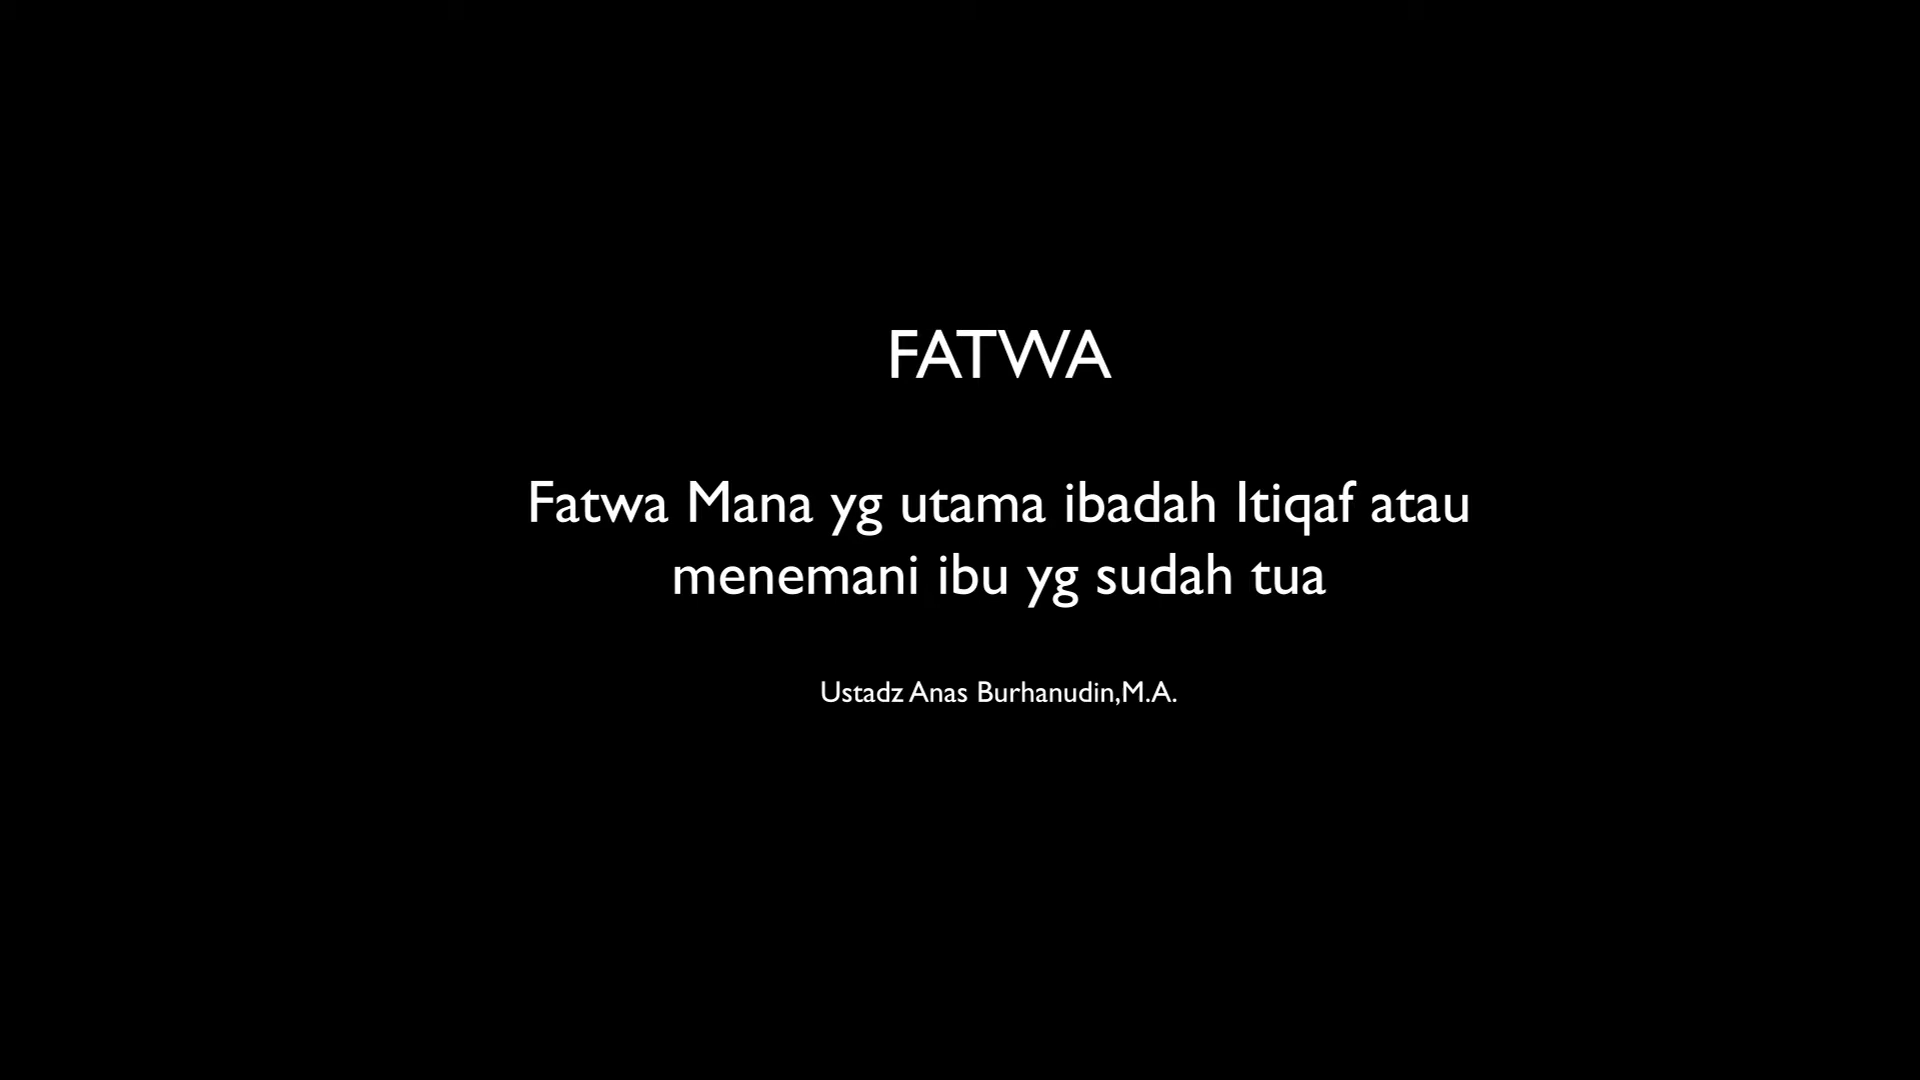 FATWA
Fatwa Mana yg utama ibadah Itiqaf atau
menemani ibu yg sudah tua
Ustadz Anas Burhanudin,M.A.